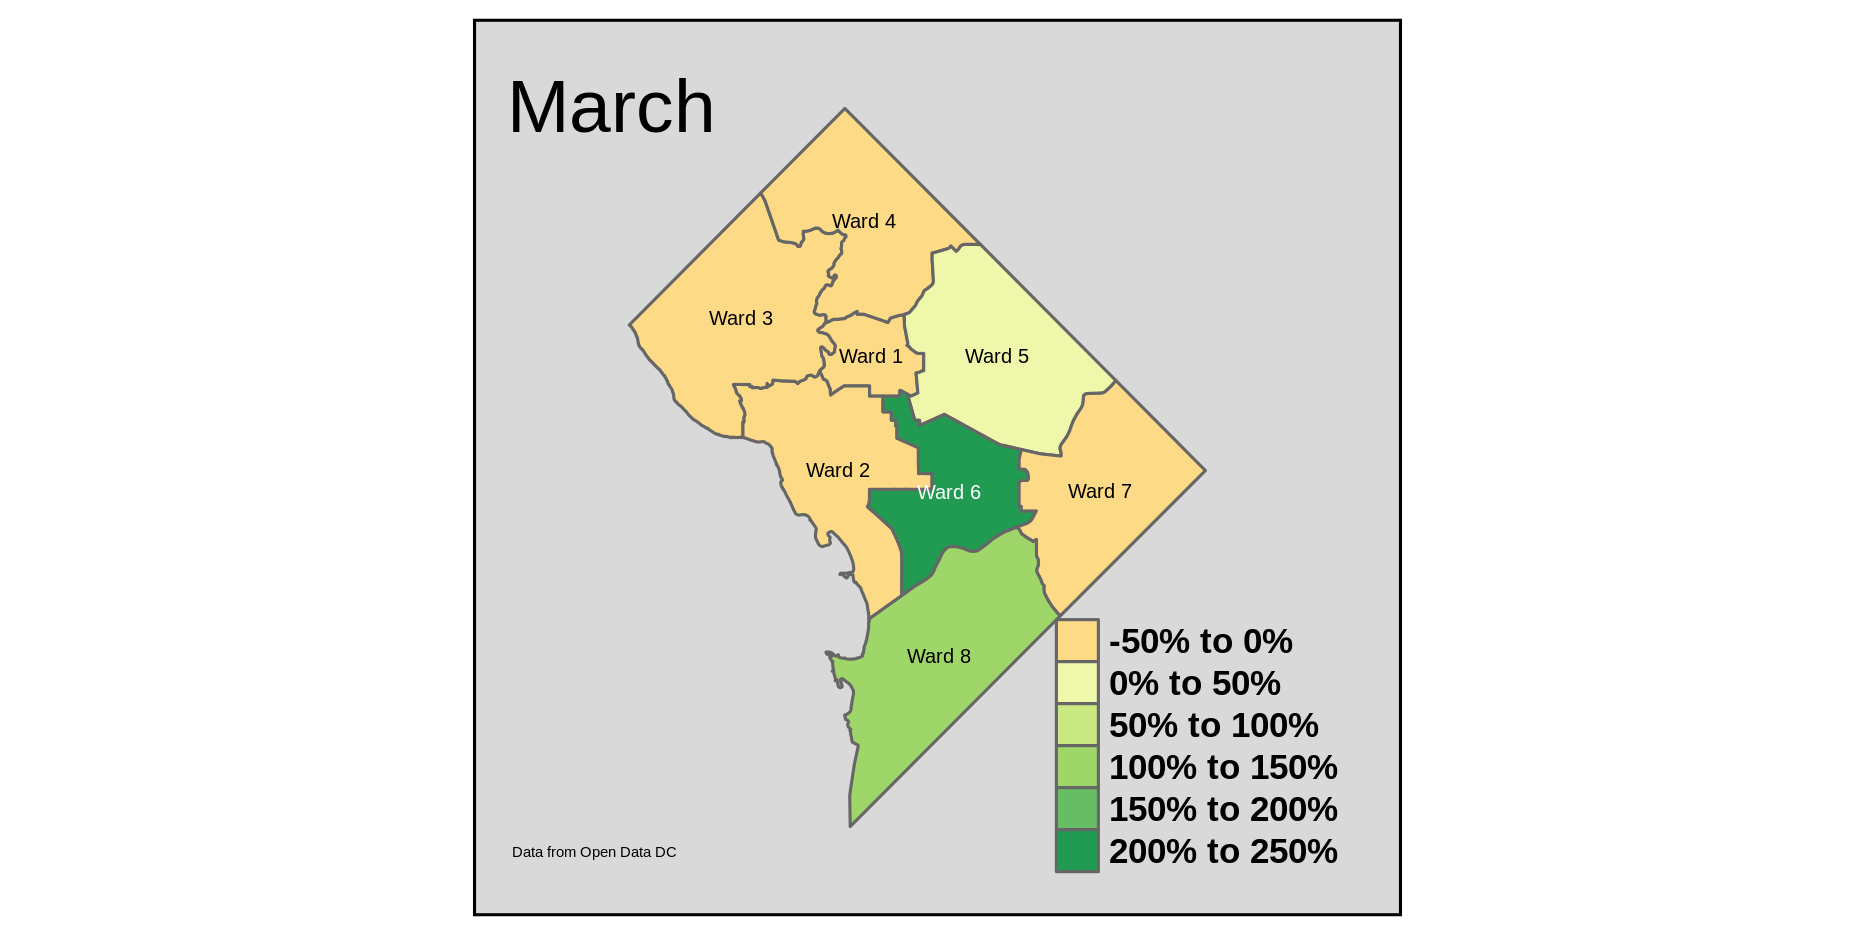 March
Ward 4
Ward 3
Ward 1
Ward 5
Ward 2
Ward 6
Ward 7
Ward 8
-50% to 0%
0% to 50%
50% to 100%
100% to 150%
150% to 200%
200% to 250%
Data from Open Data DC